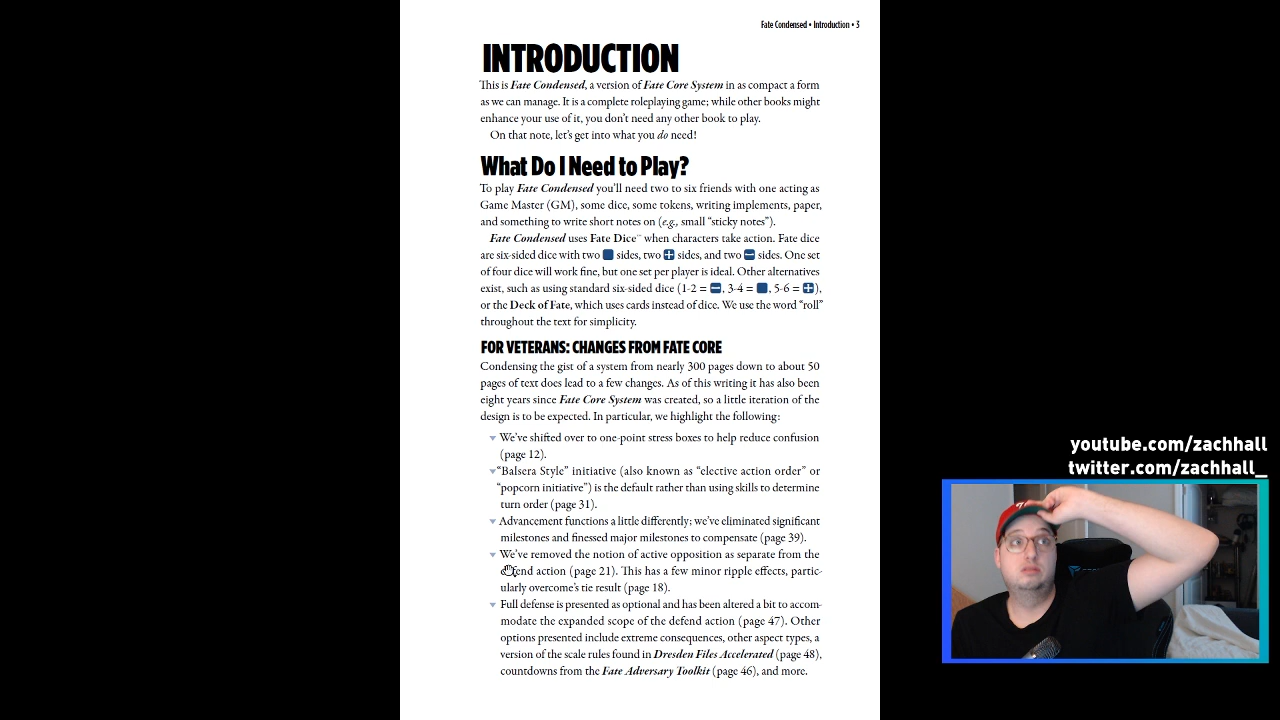 Fate Condensed • Introduction • 3
INTRODUCTION
This is Fate Condensed, a version of Fate Core System in as compact a form
as we can manage. It is a complete roleplaying game; while other books might
enhance your use of it, you don't need any other book to play.
On that note, let's get into what you do need!
What Do I Need to Play?
To play Fate Condensed you'll need two to six friends with one acting as
Game Master (GM), some dice, some tokens, writing implements, paper,
and something to write short notes on (e.g., small “sticky notes”).
Fate Condensed uses Fate Dice™ when characters take action. Fate dice
are six-sided dice with two sides, two + sides, and two − sides. One set
of four dice will work fine, but one set per player is ideal. Other alternatives
exist, such as using standard six-sided dice (1-2 = −, 3-4 = , 5-6 = +),
or the Deck of Fate, which uses cards instead of dice. We use the word “roll”
throughout the text for simplicity.
FOR VETERANS: CHANGES FROM FATE CORE
Condensing the gist of a system from nearly 300 pages down to about 50
pages of text does lead to a few changes. As of this writing it has also been
eight years since Fate Core System was created, so a little iteration of the
design is to be expected. In particular, we highlight the following:
We've shifted over to one-point stress boxes to help reduce confusion
(page 12).
“Balsera Style” initiative (also known as “elective action order” or
“popcorn initiative”) is the default rather than using skills to determine
turn order (page 31).
Advancement functions a little differently; we've eliminated significant
milestones and finessed major milestones to compensate (page 39).
We've removed the notion of active opposition as separate from the
defend action (page 21). This has a few minor ripple effects, partic-
ularly overcome's tie result (page 18).
Full defense is presented as optional and has been altered a bit to accom-
modate the expanded scope of the defend action (page 47). Other
options presented include extreme consequences, other aspect types, a
version of the scale rules found in Dresden Files Accelerated (page 48),
countdowns from the Fate Adversary Toolkit (page 46), and more.
youtube.com/zachhall
twitter.com/zachhall_